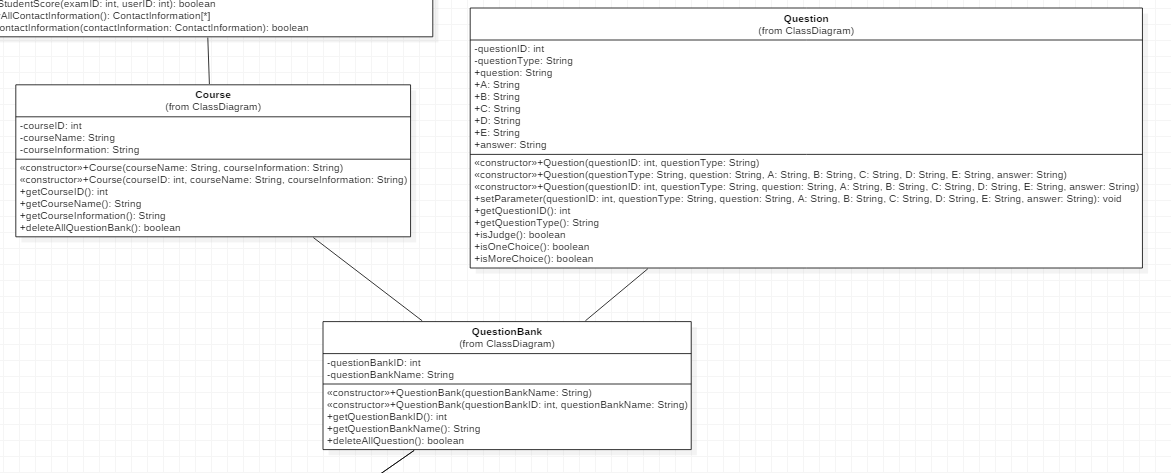 StudentScore(examID: int, userID: int): boolean
AllContactInformation(): ContactInformation[*]
ontactInformation(contactInformation: ContactInformation): boolean
Course
(from ClassDiagram)
-courseID: int
-courseName: String
-courseInformation: String
«constructor»+Course(courseName: String, courseInformation: String)
«constructor»+Course(courseID: int, courseName: String, courseInformation: String)
+getCourseID(): int
+getCourseName(): String
+getCourseInformation(): String
+deleteAllQuestionBank(): boolean
Question
(from ClassDiagram)
-questionID: int
-questionType: String
+question: String
+A: String
+B: String
+C: String
+D: String
+E: String
+answer: String
«constructor»+Question(questionID: int, questionType: String)
«constructor»+Question(questionType: String, question: String, A: String, B: String, C: String, D: String, E: String, answer: String)
«constructor»+Question(questionID: int, questionType: String, question: String, A: String, B: String, C: String, D: String, E: String, answer: String)
+setParameter(questionID: int, questionType: String, question: String, A: String, B: String, C: String, D: String, E: String, answer: String): void
+getQuestionID(): int
+getQuestionType(): String
+isJudge(): boolean
+isOneChoice(): boolean
+isMoreChoice(): boolean
QuestionBank
(from ClassDiagram)
-questionBankID: int
-questionBankName: String
«constructor»+QuestionBank(questionBankName: String)
«constructor»+QuestionBank(questionBankID: int, questionBankName: String)
+getQuestionBankID(): int
+getQuestionBankName(): String
+deleteAllQuestion(): boolean